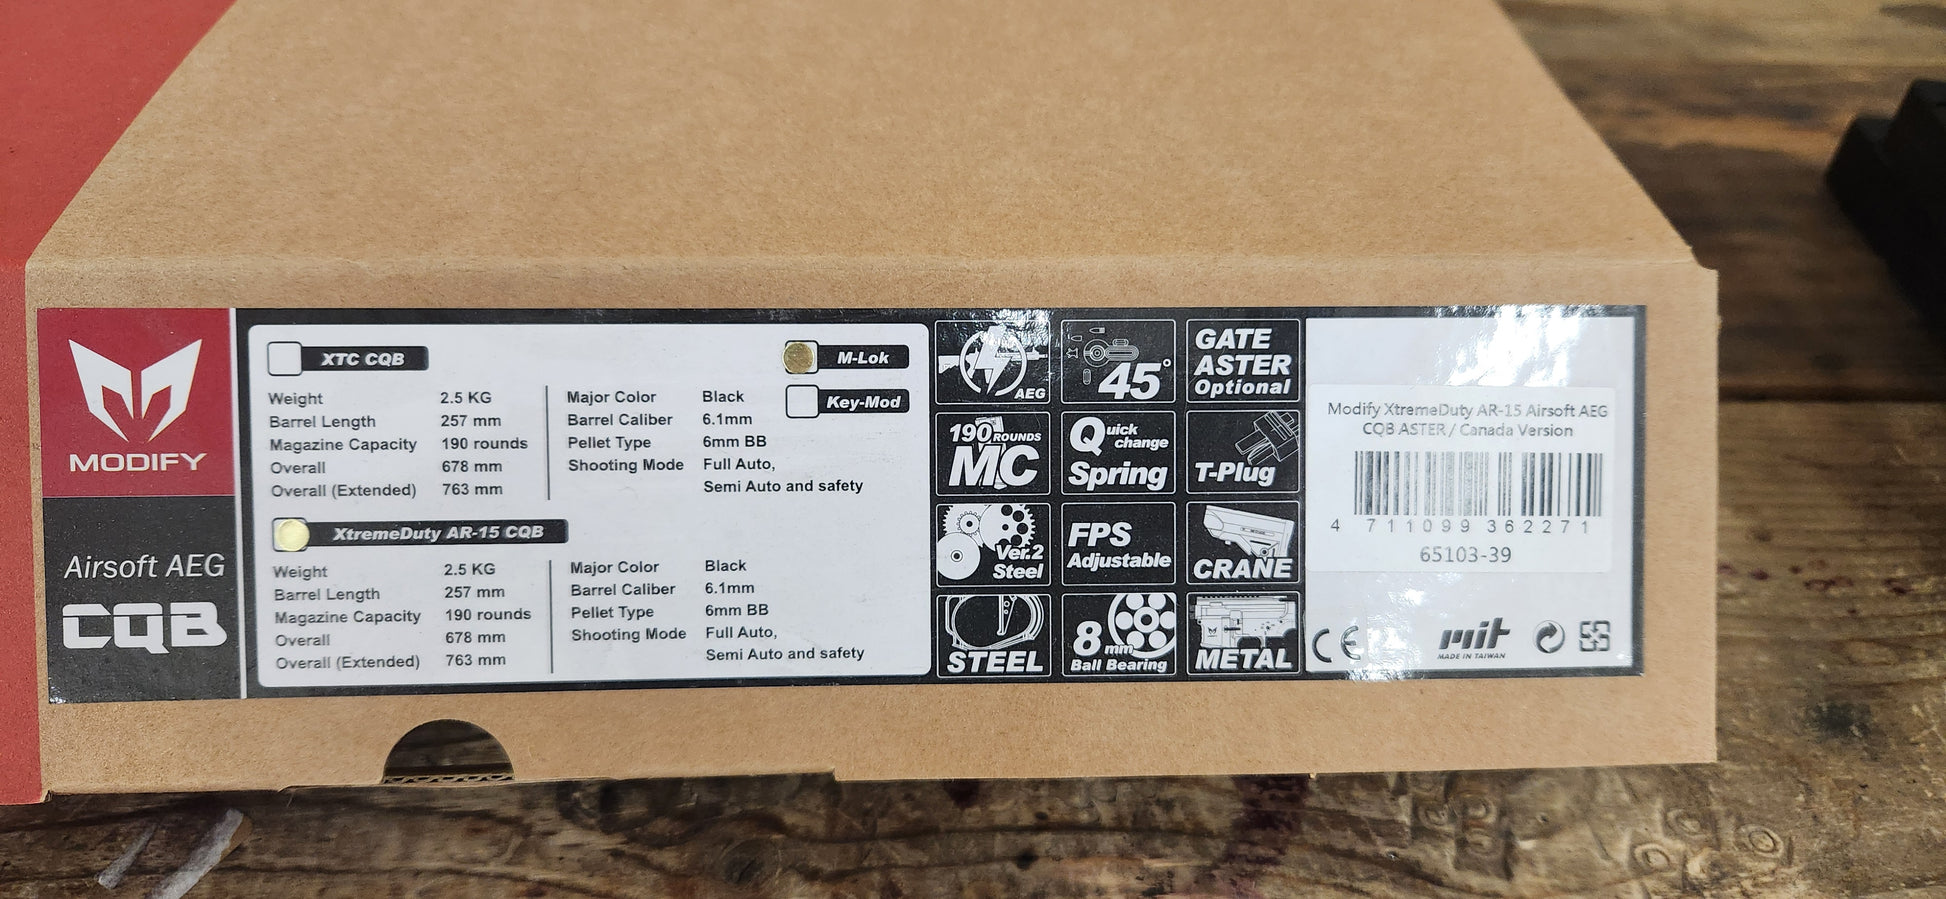 MODIFY
Airsoft AEG
CQB
XTC CQB
M-Lok
Key-Mod
Weight 2.5 KG
Barrel Length 257 mm
Magazine Capacity 190 rounds
Overall 678 mm
Overall (Extended) 763 mm
Major Color Black
Barrel Caliber 6.1mm
Pellet Type 6mm BB
Shooting Mode Full Auto,
Semi Auto and safety
XtremeDuty AR-15 CQB
Weight 2.5 KG
Barrel Length 257 mm
Magazine Capacity 190 rounds
Overall 678 mm
Overall (Extended) 763 mm
Major Color Black
Barrel Caliber 6.1mm
Pellet Type 6mm BB
Shooting Mode Full Auto,
Semi Auto and safety
AEG
45°
GATE
ASTER
Optional
190 ROUNDS
MC
Quick
change
Spring
T-Plug
Ver.2
Steel
FPS
Adjustable
CRANE
STEEL
8mm
Ball Bearing
METAL
Modify XtremeDuty AR-15 Airsoft AEG
CQB ASTER / Canada Version
4 711099 362271
65103-39
CE
mit
MADE IN TAIWAN